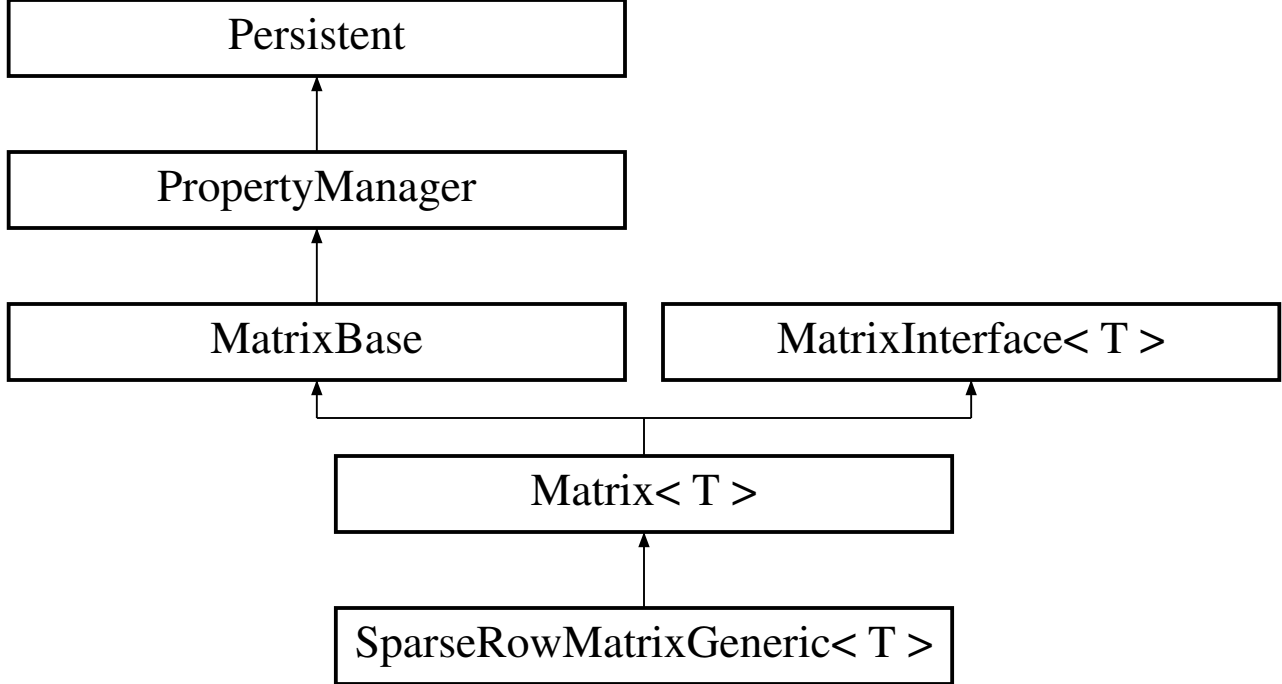 Persistent
PropertyManager
MatrixBase
MatrixInterface< T >
Matrix< T >
SparseRowMatrixGeneric< T >